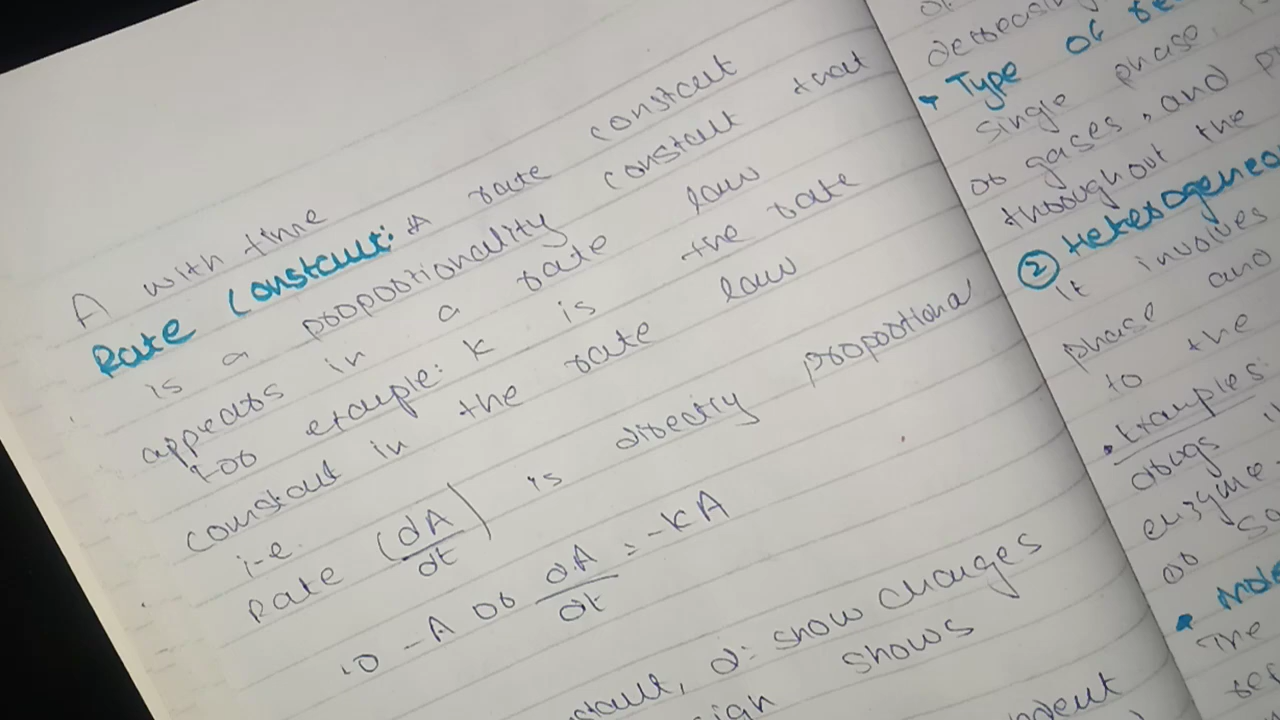 A with time
Rate Constant: A rate constant
is a proportionality constant that
appears in a rate law
For example: K is the rate
constant in the rate law
i.e.
Rate (dA/dt) is directly proportional
to -A or dA/dt = -KA
d: show changes
shows
Type of
single phase,
or gases, and
throughout the
② Heterogeneo
It involves
phase and
to the
Examples:
drugs
enzyme
or
The